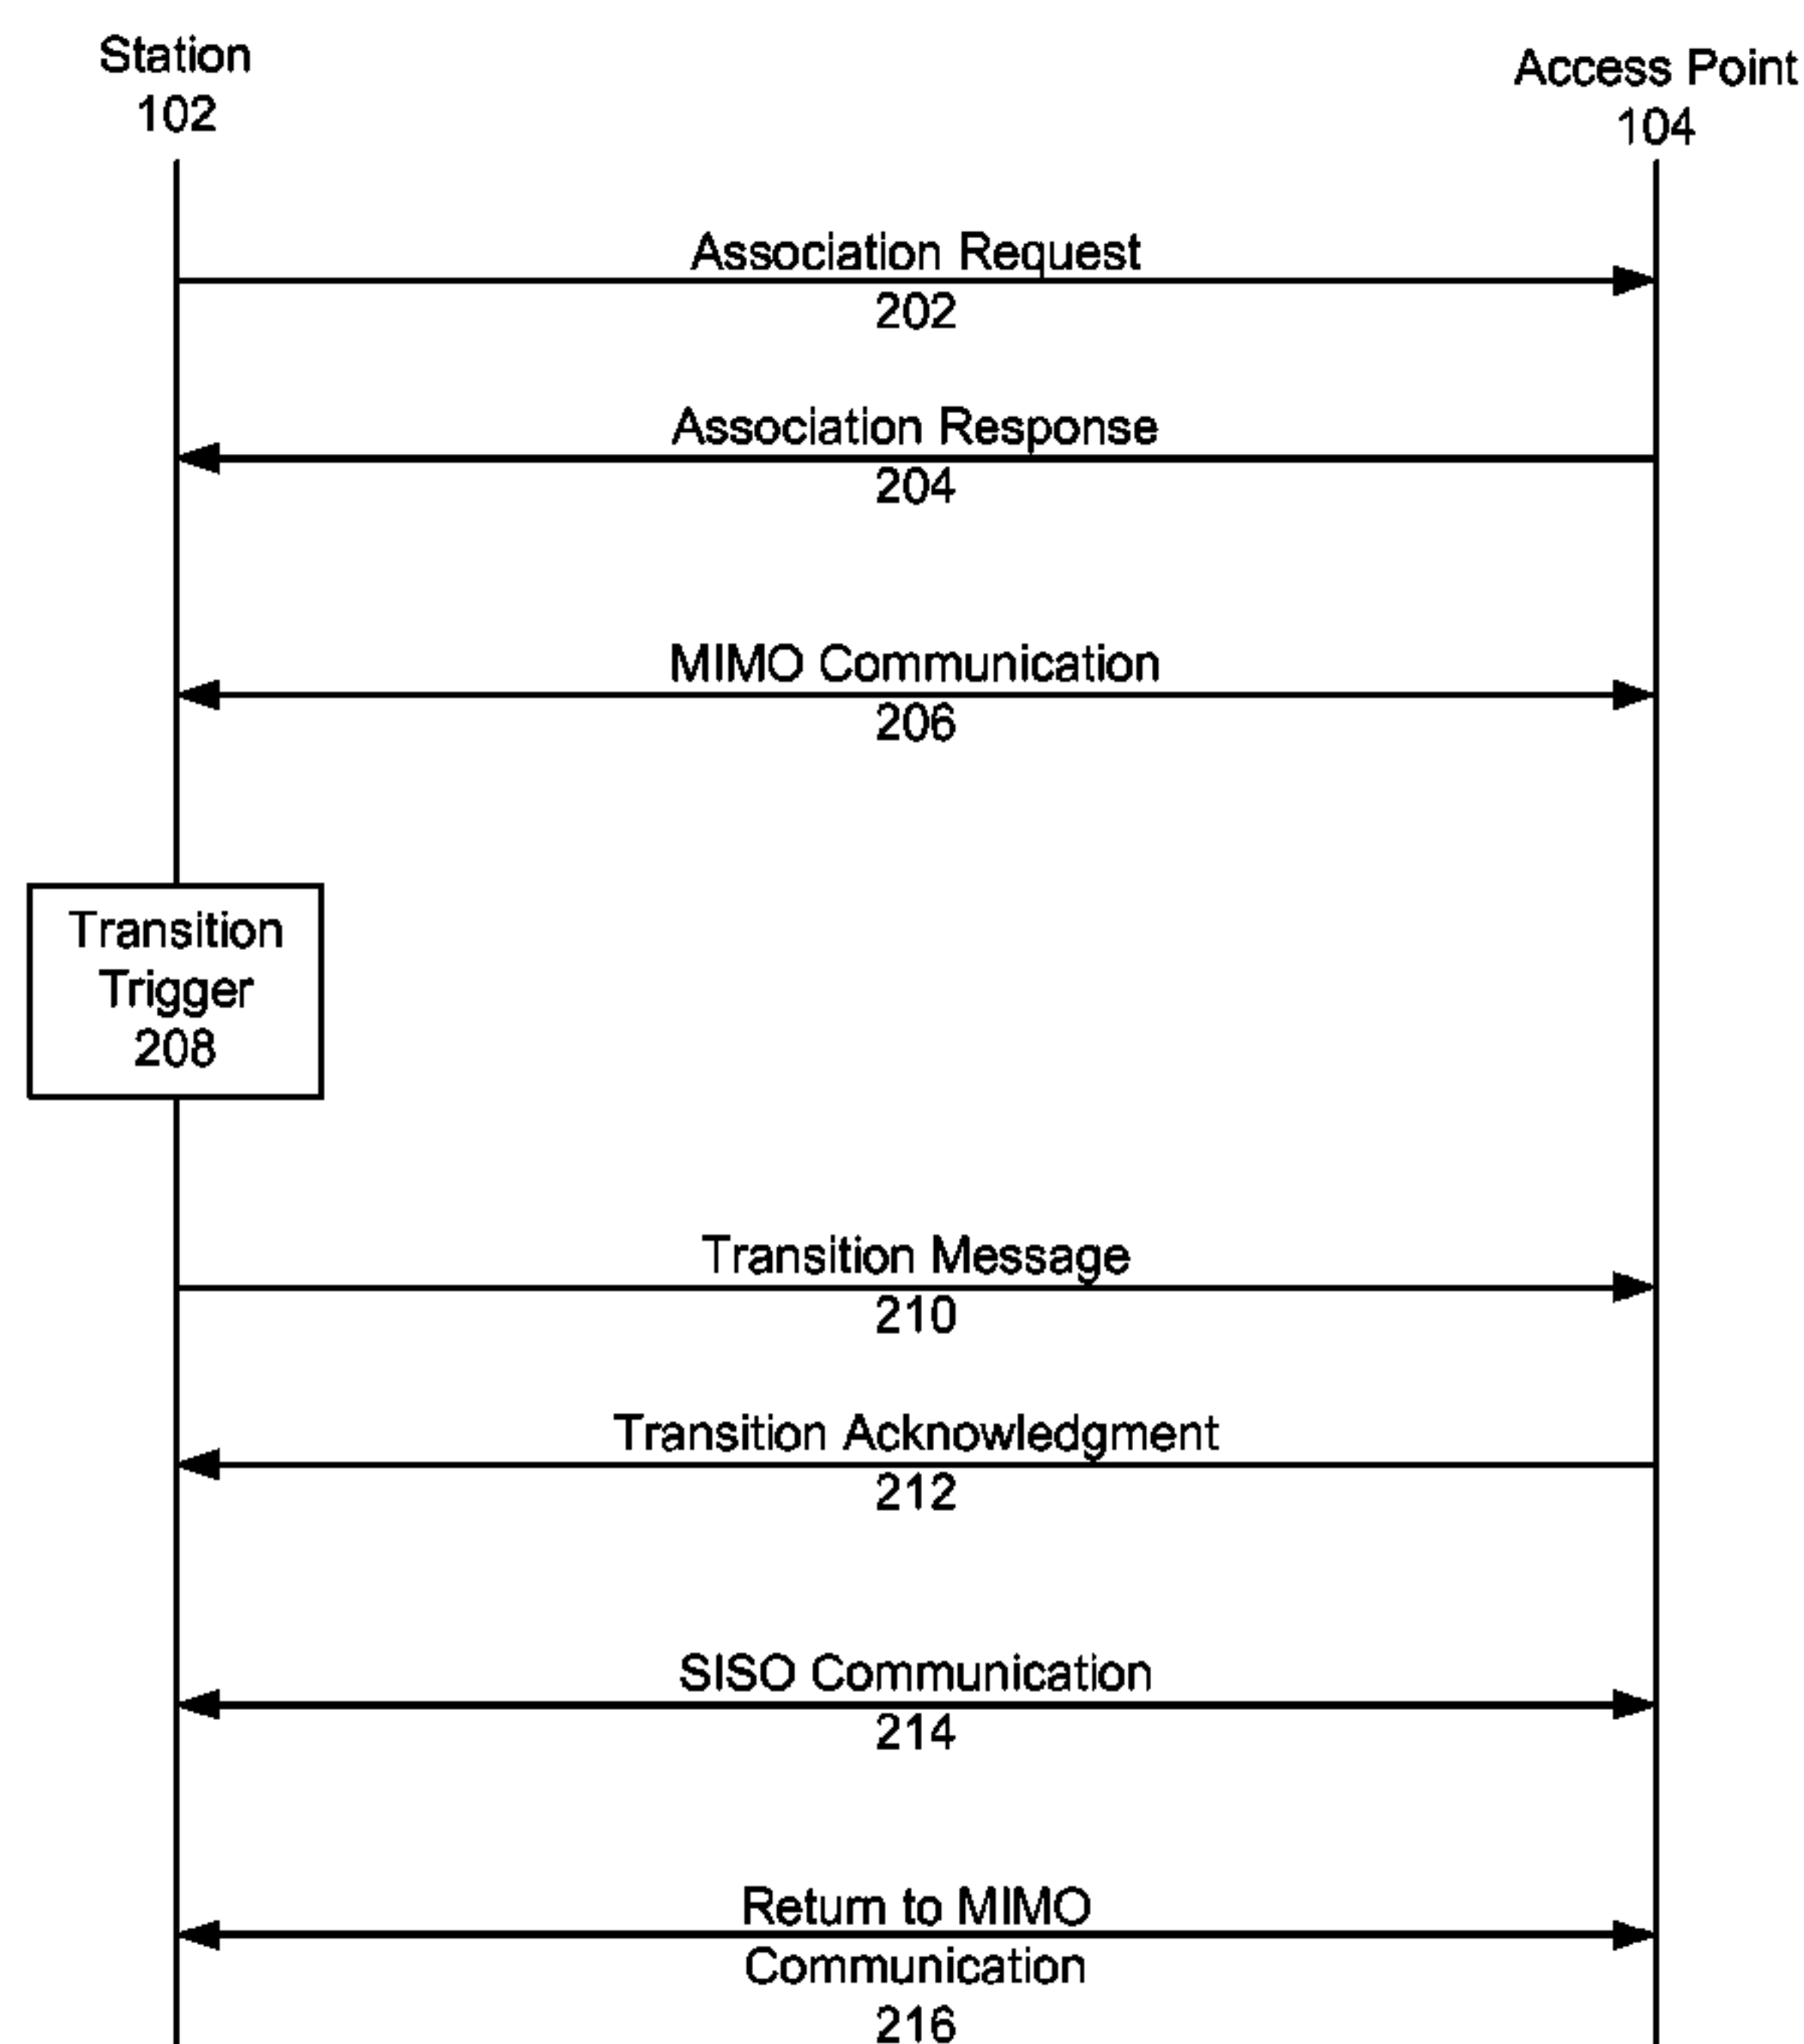 Station
102
Access Point
104
Association Request
202
Association Response
204
MIMO Communication
206
Transition
Trigger
208
Transition Message
210
Transition Acknowledgment
212
SISO Communication
214
Return to MIMO
Communication
216